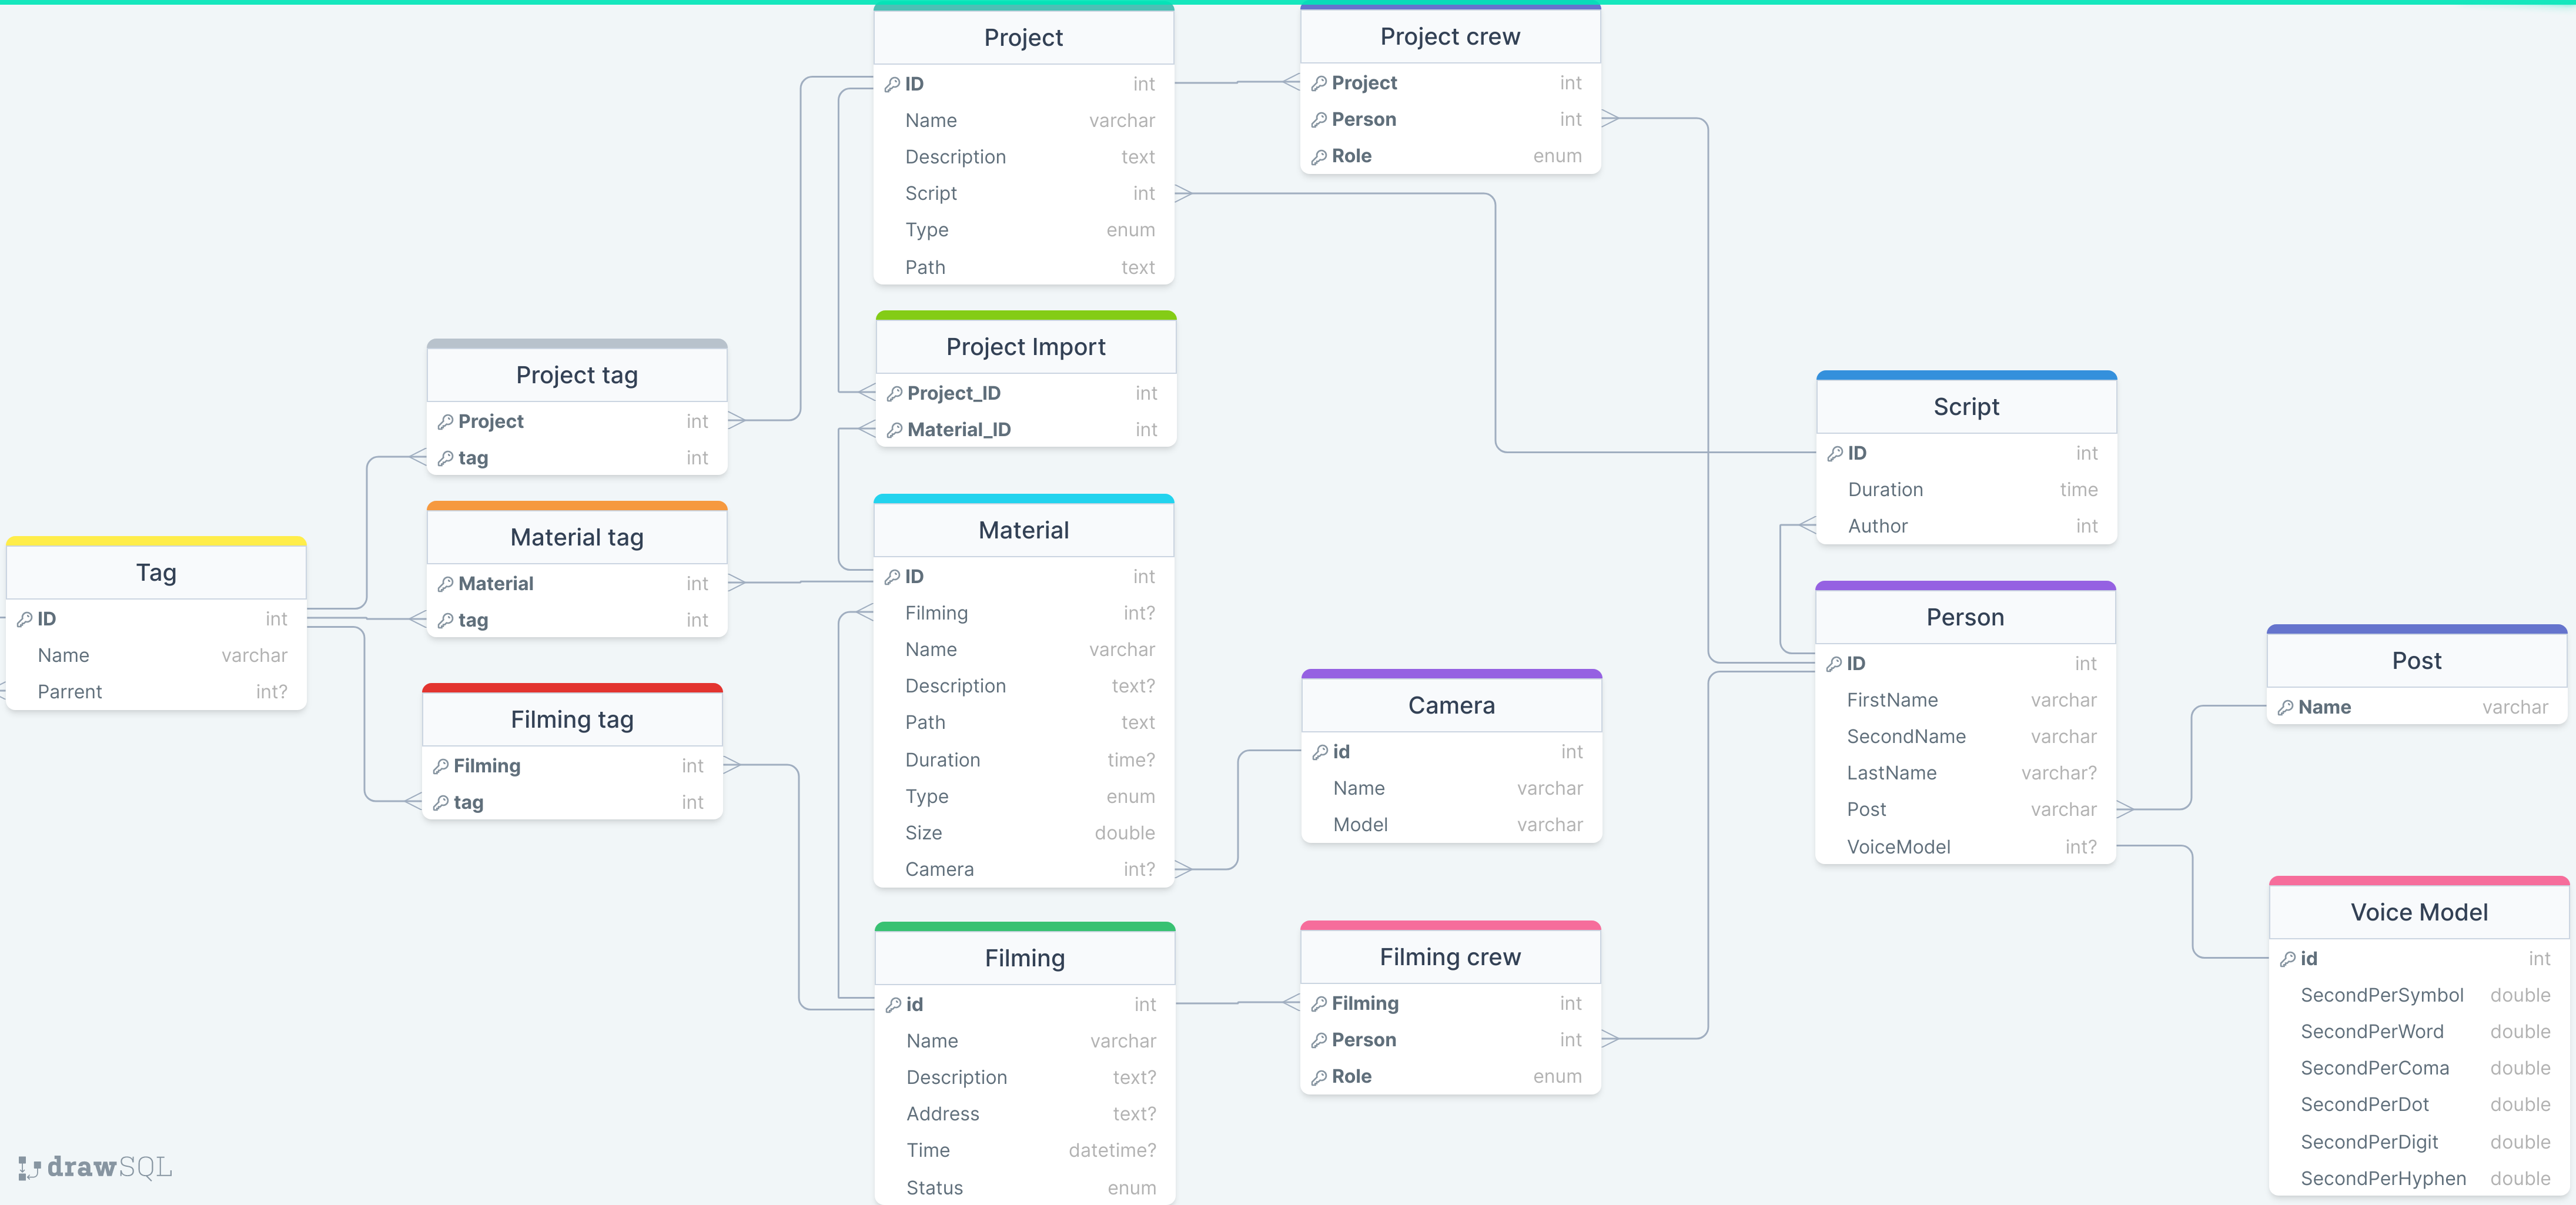 Project
ID int
Name varchar
Description text
Script int
Type enum
Path text
Project crew
Project int
Person int
Role enum
Project Import
Project_ID int
Material_ID int
Project tag
Project int
tag int
Material tag
Material int
tag int
Tag
ID int
Name varchar
Parrent int?
Filming tag
Filming int
tag int
Material
ID int
Filming int?
Name varchar
Description text?
Path text
Duration time?
Type enum
Size double
Camera int?
Camera
id int
Name varchar
Model varchar
Filming
id int
Name varchar
Description text?
Address text?
Time datetime?
Status enum
Filming crew
Filming int
Person int
Role enum
Script
ID int
Duration time
Author int
Person
ID int
FirstName varchar
SecondName varchar
LastName varchar?
Post varchar
VoiceModel int?
Post
Name varchar
Voice Model
id int
SecondPerSymbol double
SecondPerWord double
SecondPerComa double
SecondPerDot double
SecondPerDigit double
SecondPerHyphen double
drawSQL